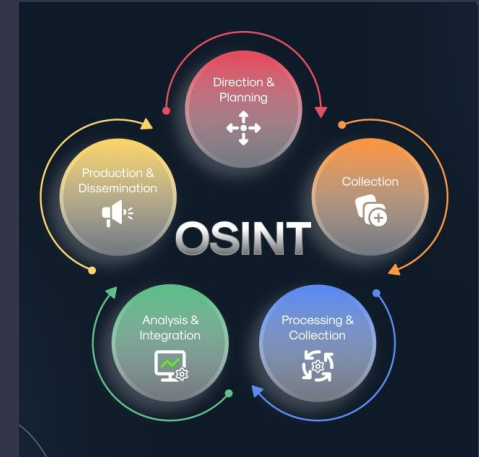 Direction &
Planning
Collection
Processing &
Collection
Analysis &
Integration
Production &
Dissemination
OSINT